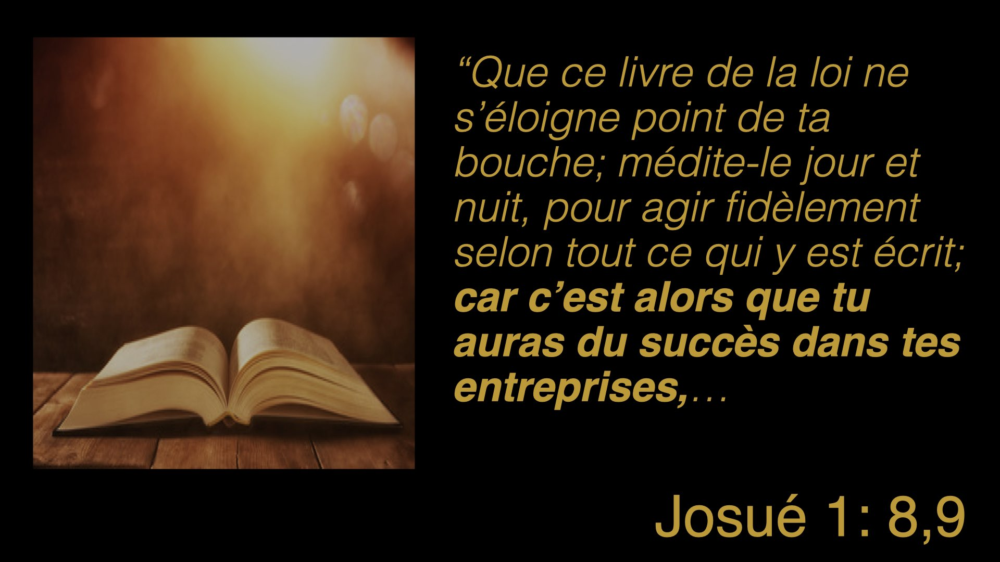 “Que ce livre de la loi ne
s’éloigne point de ta
bouche; médite-le jour et
nuit, pour agir fidèlement
selon tout ce qui y est écrit;
car c’est alors que tu
auras du succès dans tes
entreprises,…
Josué 1: 8,9